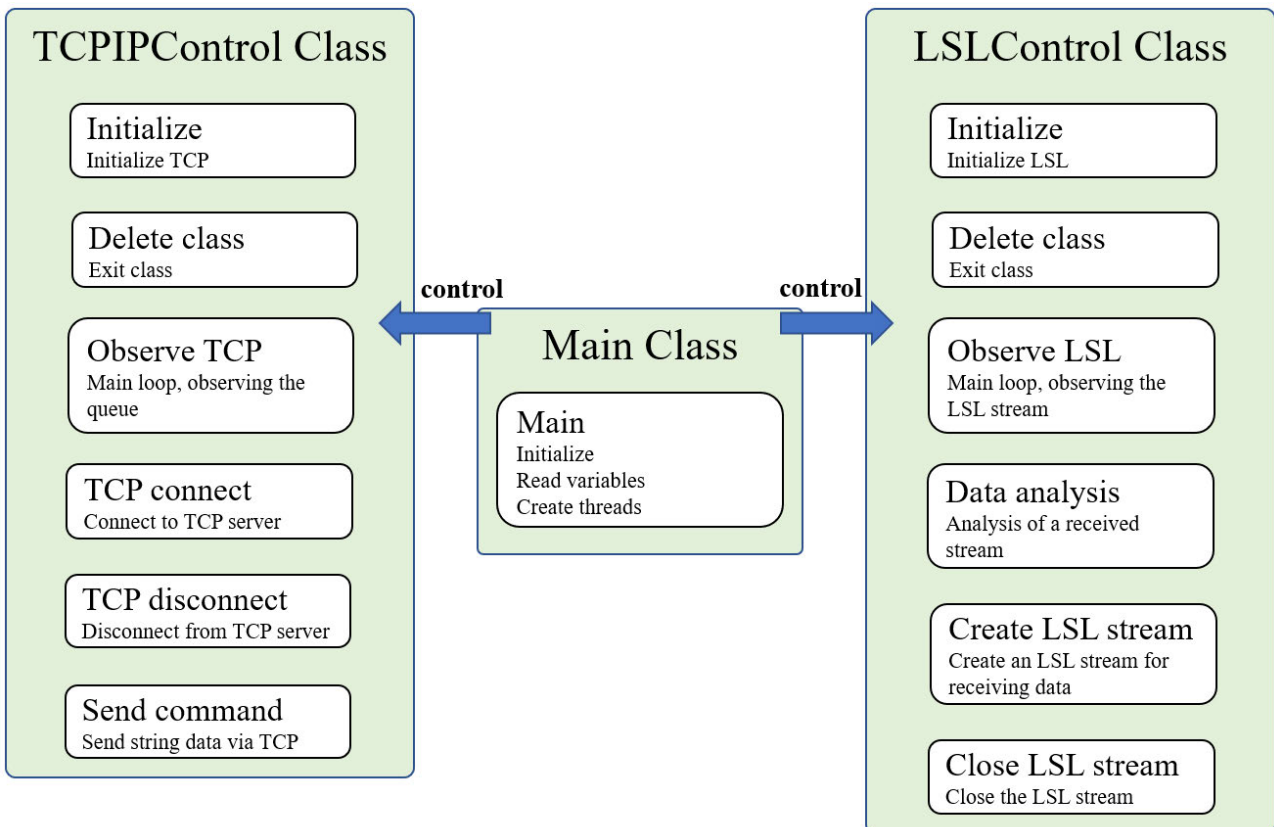 TCPIPControl Class
Initialize
Initialize TCP
Delete class
Exit class
Observe TCP
Main loop, observing the
queue
TCP connect
Connect to TCP server
TCP disconnect
Disconnect from TCP server
Send command
Send string data via TCP
control
control
Main Class
Main
Initialize
Read variables
Create threads
LSLControl Class
Initialize
Initialize LSL
Delete class
Exit class
Observe LSL
Main loop, observing the
LSL stream
Data analysis
Analysis of a received
stream
Create LSL stream
Create an LSL stream for
receiving data
Close LSL stream
Close the LSL stream